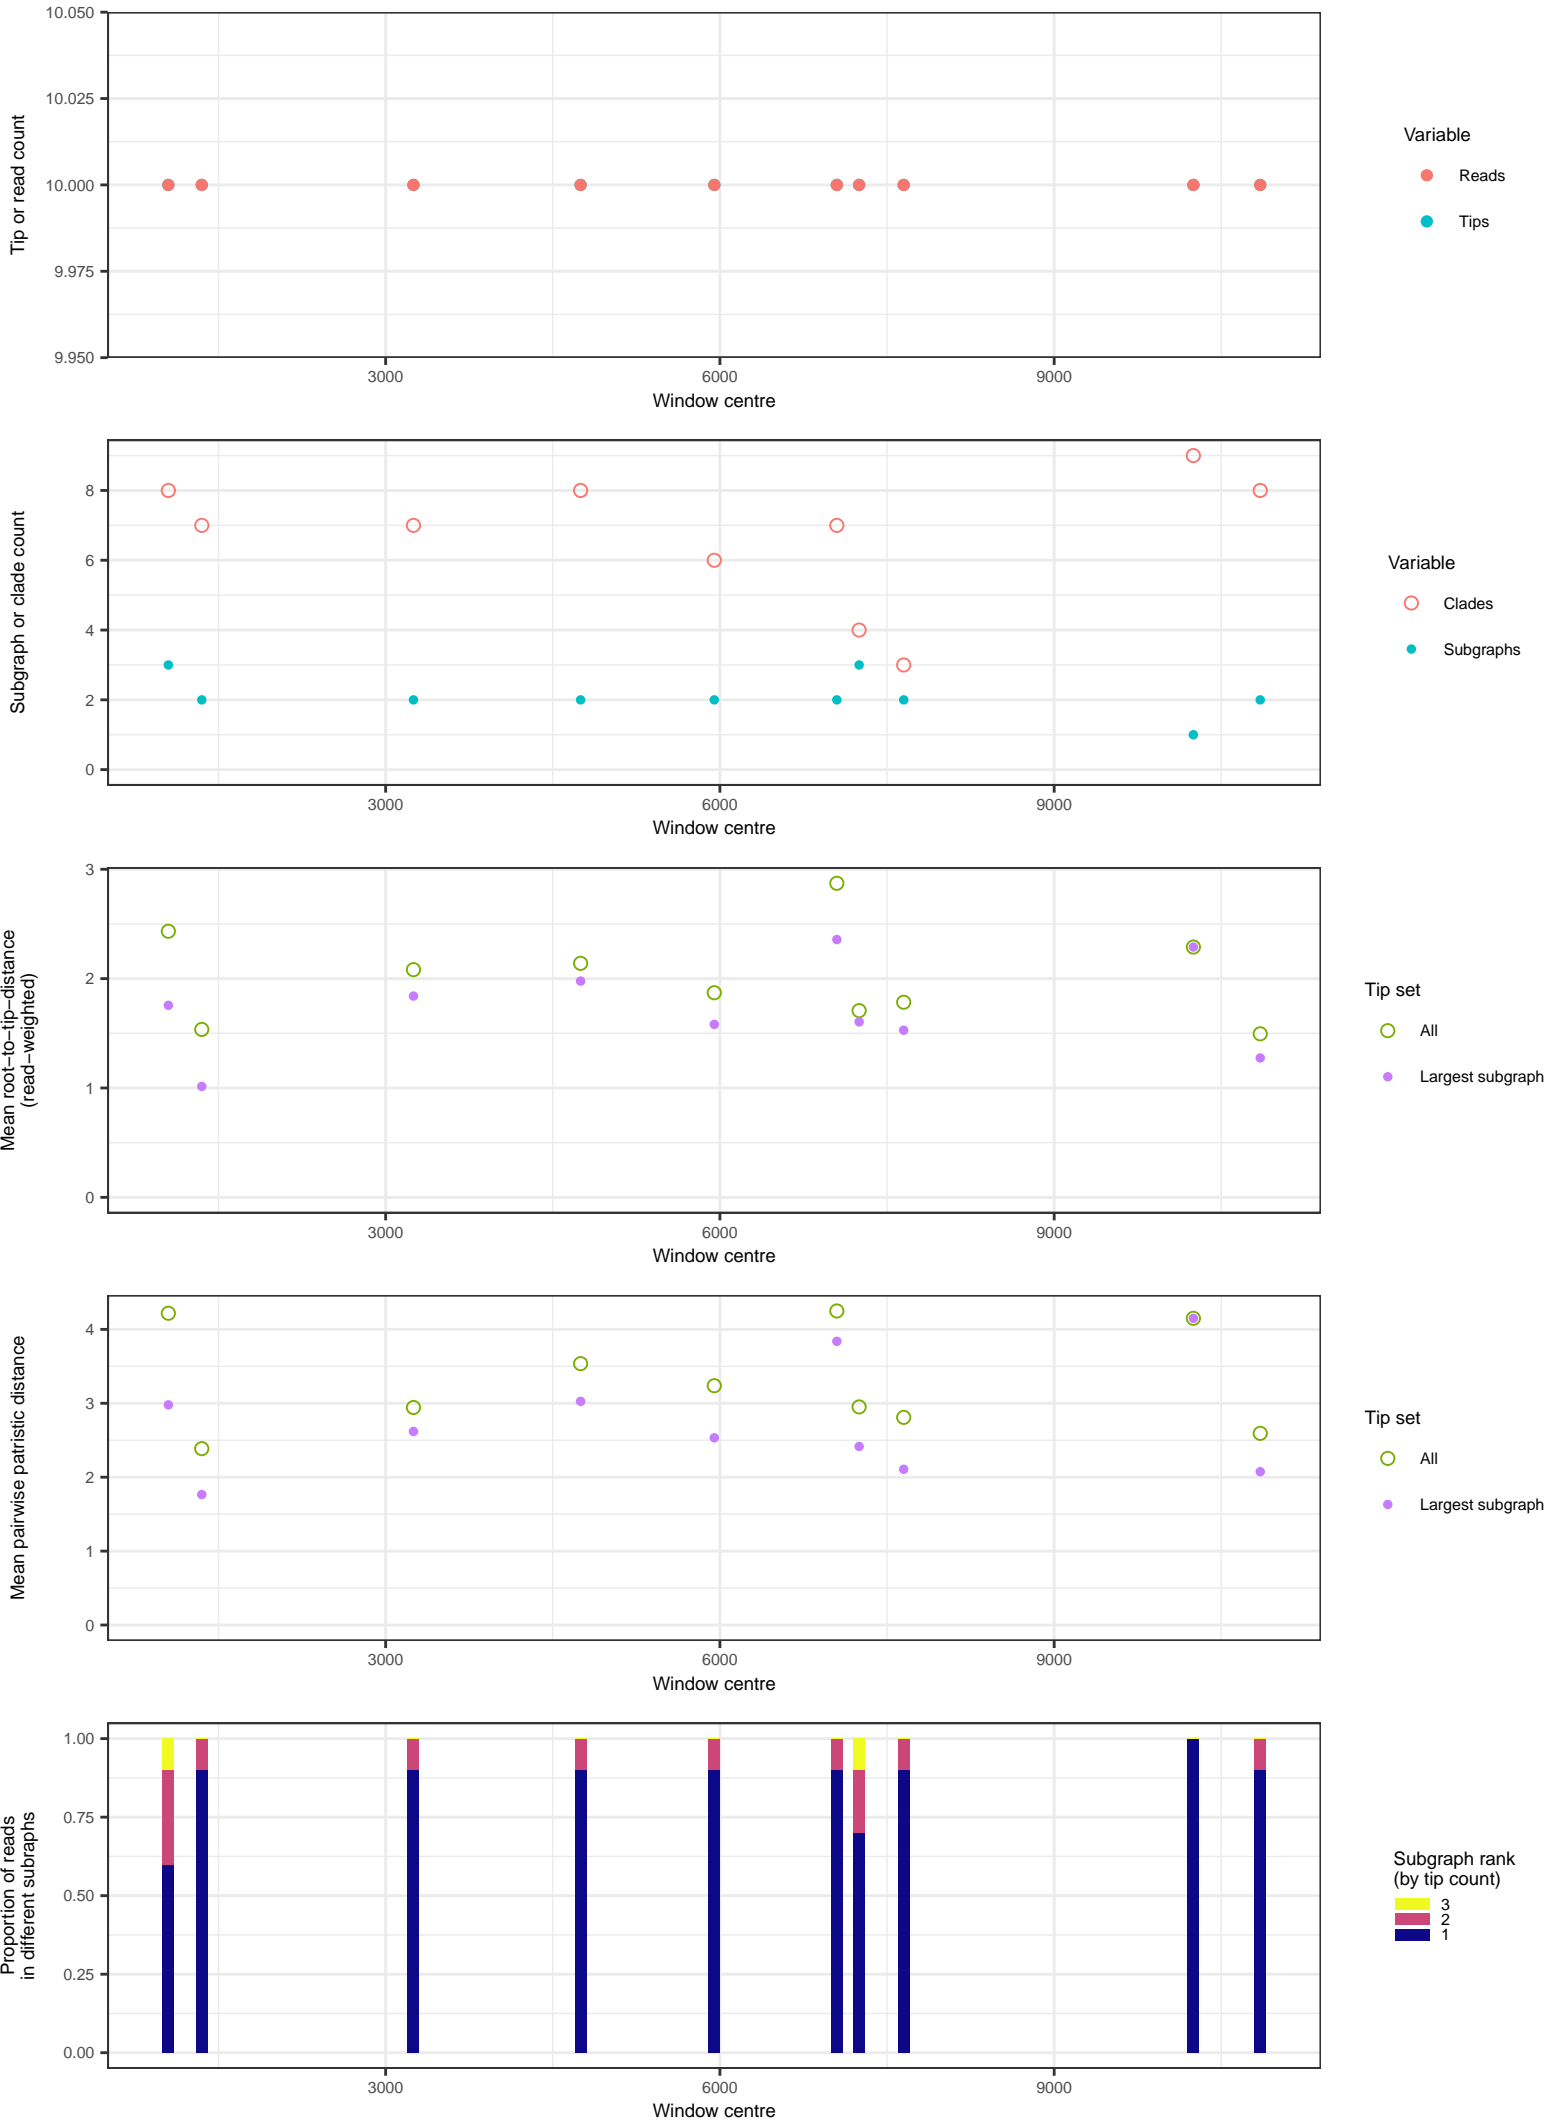 10.050
10.025
10.000
9.975
9.950
Tip or read count
3000
6000
9000
Window centre
Variable
Reads
Tips
8
6
4
2
0
Subgraph or clade count
3000
6000
9000
Window centre
Variable
Clades
Subgraphs
3
2
1
0
Mean root−to−tip−distance
(read−weighted)
3000
6000
9000
Window centre
Tip set
All
Largest subgraph
4
3
2
1
0
Mean pairwise patristic distance
3000
6000
9000
Window centre
Tip set
All
Largest subgraph
1.00
0.75
0.50
0.25
0.00
Proportion of reads
in different subraphs
3000
6000
9000
Window centre
Subgraph rank
(by tip count)
3
2
1